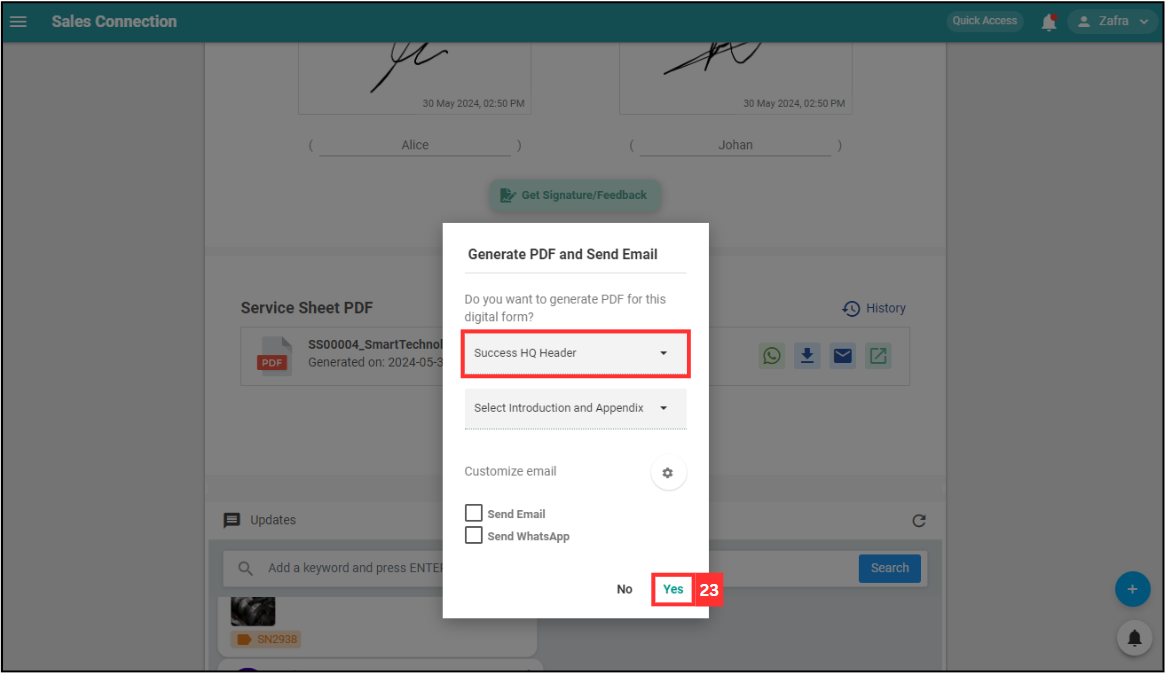 Sales Connection
Quick Access
Zafra
30 May 2024, 02:50 PM
30 May 2024, 02:50 PM
( Alice )
( Johan )
Get Signature/Feedback
Generate PDF and Send Email
Do you want to generate PDF for this
digital form?
Success HQ Header
Select Introduction and Appendix
Customize email
Send Email
Send WhatsApp
No
Yes
23
Service Sheet PDF
History
PDF
SS00004_SmartTechnol
Generated on: 2024-05-3
Updates
Add a keyword and press ENTE
Search
SN2938